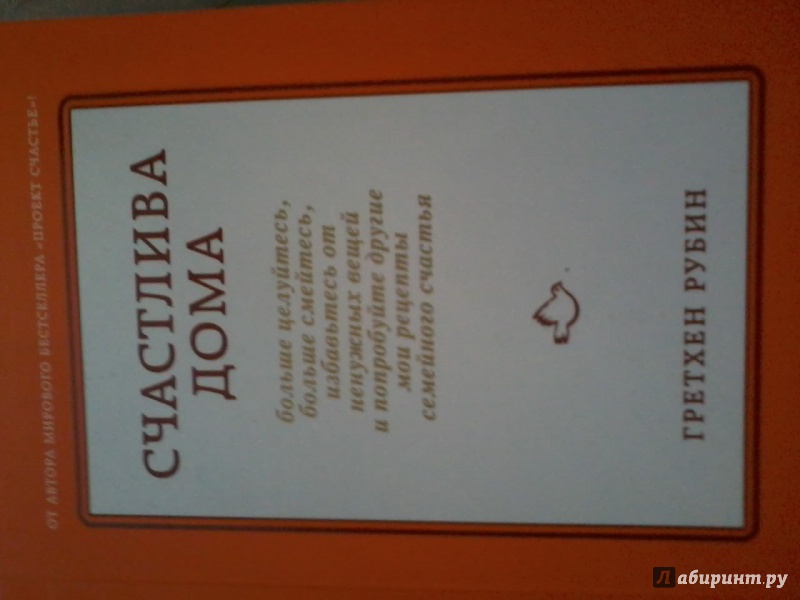 ОТ АВТОРА МИРОВОГО БЕСТСЕЛЛЕРА «ПРОЕКТ СЧАСТЬЕ»!
СЧАСТЛИВА
ДОМА
больше целуйтесь,
больше смейтесь,
избавьтесь от
ненужных вещей
и попробуйте другие
мои рецепты
семейного счастья
ГРЕТХЕН РУБИН
Лабиринт.ру